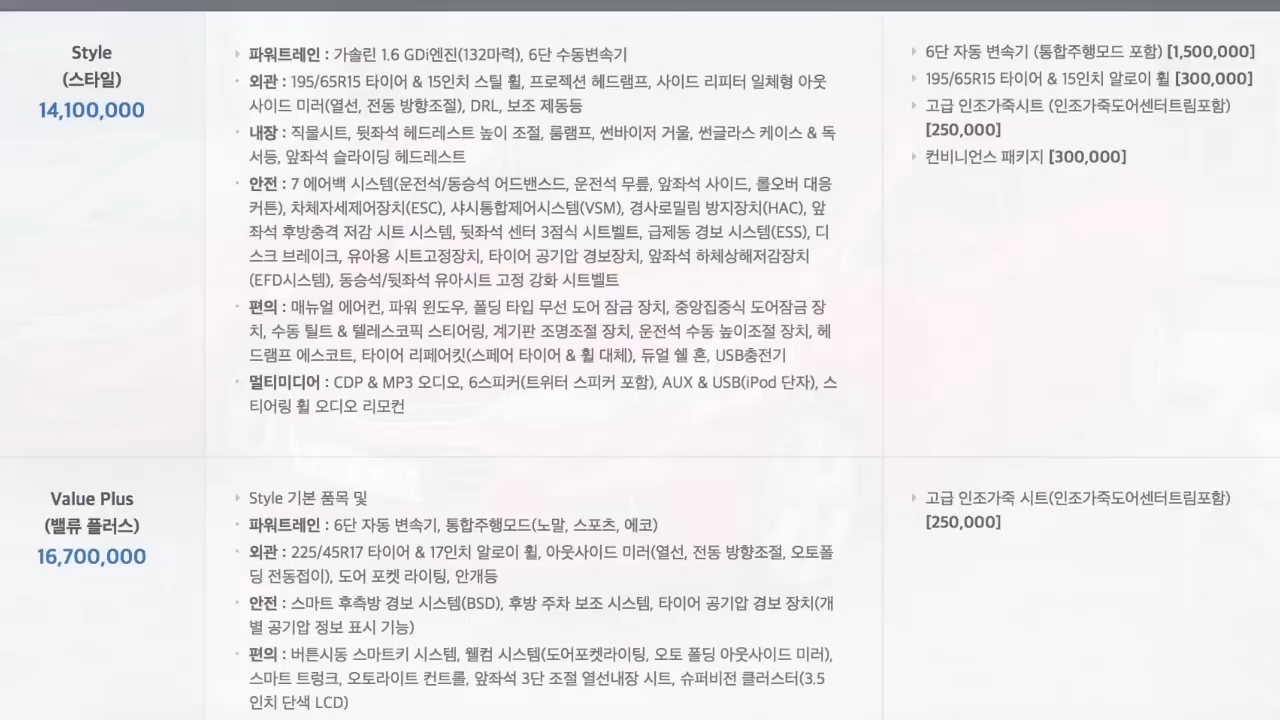 Style
(스타일)
14,100,000
파워트레인 : 가솔린 1.6 GDi엔진(132마력), 6단 수동변속기
외관 : 195/65R15 타이어 & 15인치 스틸 휠, 프로젝션 헤드램프, 사이드 리피터 일체형 아웃
사이드 미러(열선, 전동 방향조절), DRL, 보조 제동등
내장 : 직물시트, 뒷좌석 헤드레스트 높이 조절, 룸램프, 썬바이저 거울, 썬글라스 케이스 & 독
서등, 앞좌석 슬라이딩 헤드레스트
안전 : 7 에어백 시스템(운전석/동승석 어드밴스드, 운전석 무릎, 앞좌석 사이드, 롤오버 대응
커튼), 차체자세제어장치(ESC), 샤시통합제어시스템(VSM), 경사로밀림 방지장치(HAC), 앞
좌석 후방충격 저감 시트 시스템, 뒷좌석 센터 3점식 시트벨트, 급제동 경보 시스템(ESS), 디
스크 브레이크, 유아용 시트고정장치, 타이어 공기압 경보장치, 앞좌석 하체상해저감장치
(EFD시스템), 동승석/뒷좌석 유아시트 고정 강화 시트벨트
편의 : 매뉴얼 에어컨, 파워 윈도우, 폴딩 타입 무선 도어 잠금 장치, 중앙집중식 도어잠금 장
치, 수동 틸트 & 텔레스코픽 스티어링, 계기판 조명조절 장치, 운전석 수동 높이조절 장치, 헤
드램프 에스코트, 타이어 리페어킷(스페어 타이어 & 휠 대체), 듀얼 쉘 혼, USB충전기
멀티미디어 : CDP & MP3 오디오, 6스피커(트위터 스피커 포함), AUX & USB(iPod 단자), 스
티어링 휠 오디오 리모컨
6단 자동 변속기 (통합주행모드 포함) [1,500,000]
195/65R15 타이어 & 15인치 알로이 휠 [300,000]
고급 인조가죽시트 (인조가죽도어센터트림포함)
[250,000]
컨비니언스 패키지 [300,000]
Value Plus
(밸류 플러스)
16,700,000
Style 기본 품목 및
파워트레인 : 6단 자동 변속기, 통합주행모드(노말, 스포츠, 에코)
외관 : 225/45R17 타이어 & 17인치 알로이 휠, 아웃사이드 미러(열선, 전동 방향조절, 오토폴
딩 전동접이), 도어 포켓 라이팅, 안개등
안전 : 스마트 후측방 경보 시스템(BSD), 후방 주차 보조 시스템, 타이어 공기압 경보 장치(개
별 공기압 정보 표시 기능)
편의 : 버튼시동 스마트키 시스템, 웰컴 시스템(도어포켓라이팅, 오토 폴딩 아웃사이드 미러),
스마트 트렁크, 오토라이트 컨트롤, 앞좌석 3단 조절 열선내장 시트, 슈퍼비전 클러스터(3.5
인치 단색 LCD)
고급 인조가죽 시트(인조가죽도어센터트림포함)
[250,000]